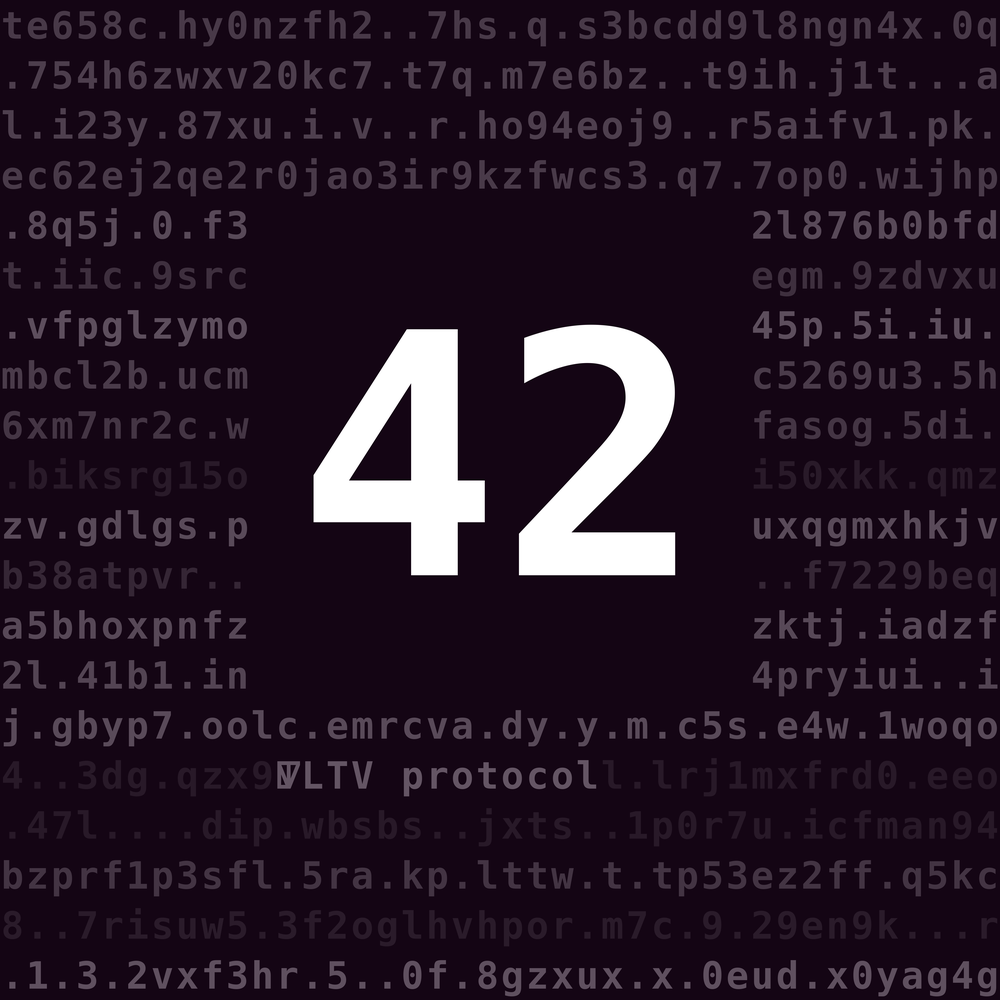 te658c.hy0nzfh2..7hs.q.s3bcdd9l8ngn4x.0q
.754h6zwxv20kc7.t7q.m7e6bz..t9ih.j1t...a
l.i23y.87xu.i.v..r.ho94eoj9..r5aifv1.pk.
ec62ej2qe2r0jao3ir9kzfwcs3.q7.7op0.wijhp
.8q5j.0.f3 2l876b0bfd
t.iic.9src egm.9zdvxu
.vfpglzymo 45p.5i.iu.
mbcl2b.ucm c5269u3.5h
6xm7nr2c.w fasog.5di.
42
.biksrg15o i50xkk.qmz
zv.gdlgs.p uxqgmxhkjv
b38atpvr.. ..f7229beq
a5bhoxpnfz zktj.iadzf
2l.41b1.in 4pryiui..i
j.gbyp7.oolc.emrcva.dy.y.m.c5s.e4w.1woqo
4..3dg.qzx9 VLTV protocol l.lrj1mxfrd0.eeo
.47l....dip.wbsbs..jxts..1p0r7u.icfman94
bzprf1p3sfl.5ra.kp.lttw.t.tp53ez2ff.q5kc
8..7risuw5.3f2oglhvhpor.m7c.9.29en9k...r
.1.3.2vxf3hr.5..0f.8gzxux.x.0eud.x0yag4g